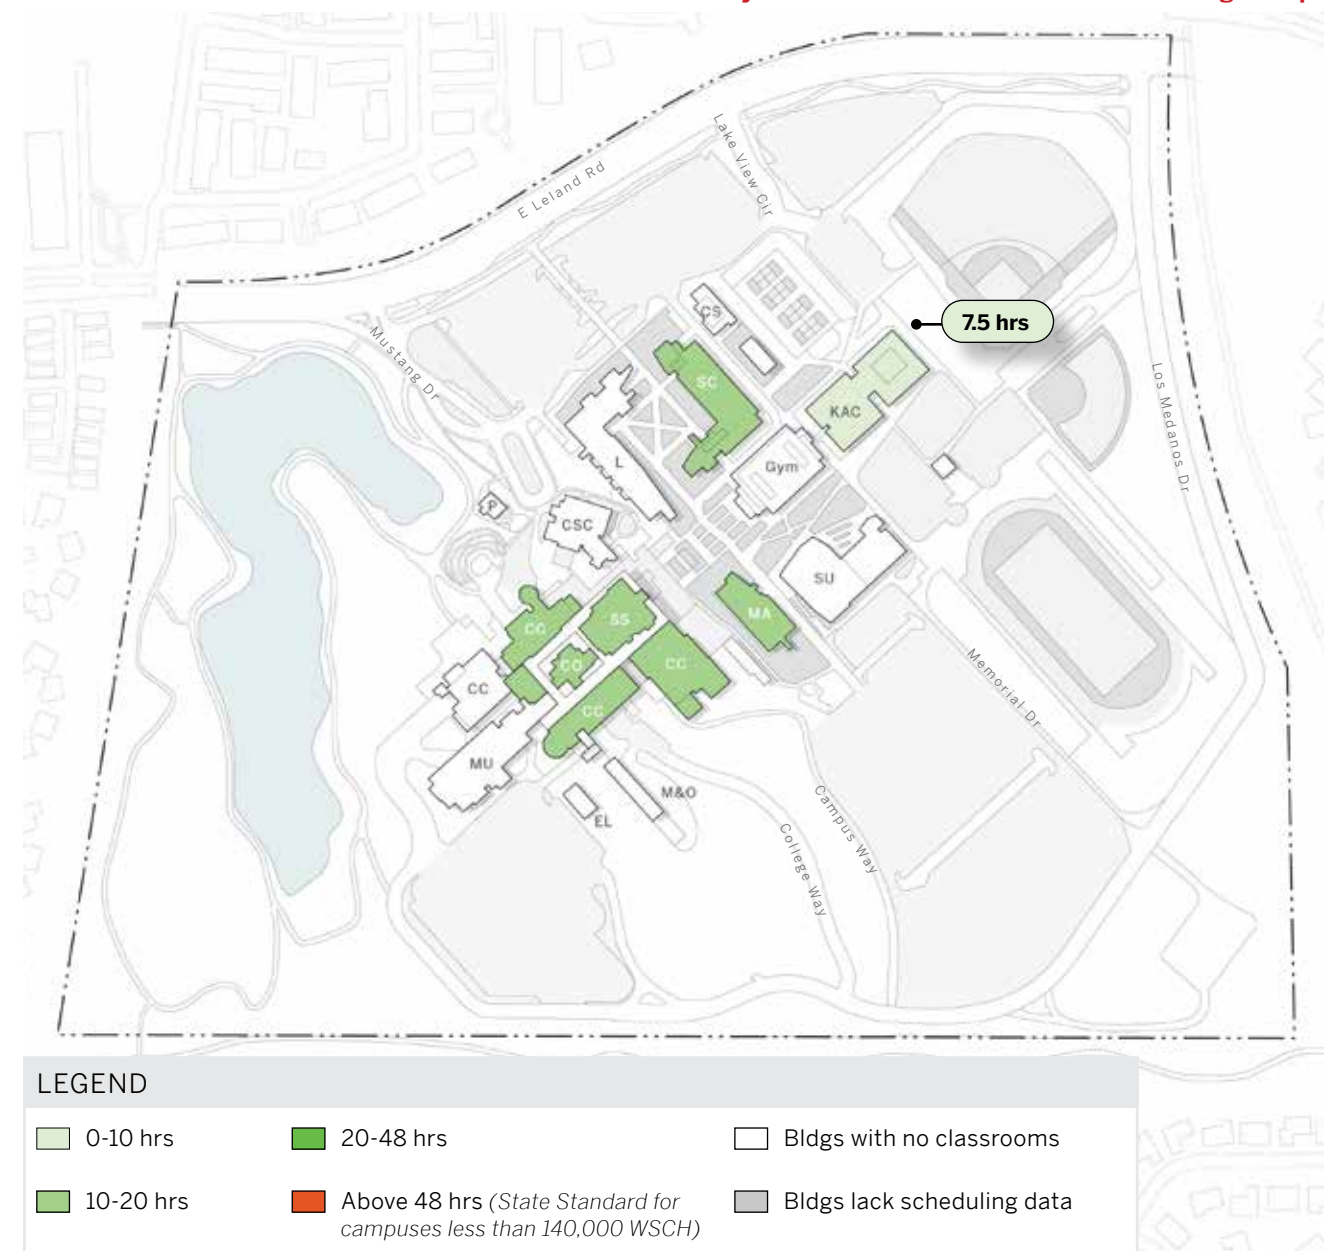 E Leland Rd
Lake View Cir
Mustang Dr
CS
7.5 hrs
SC
KAC
Los Medanos Dr
L
Gym
P
CSC
SU
CO
SS
MA
CO
CC
CC
CC
Memorial Dr
MU
M&O
EL
Campus Way
College Way
LEGEND
0-10 hrs
20-48 hrs
Bldgs with no classrooms
10-20 hrs
Above 48 hrs (State Standard for
campuses less than 140,000 WSCH)
Bldgs lack scheduling data